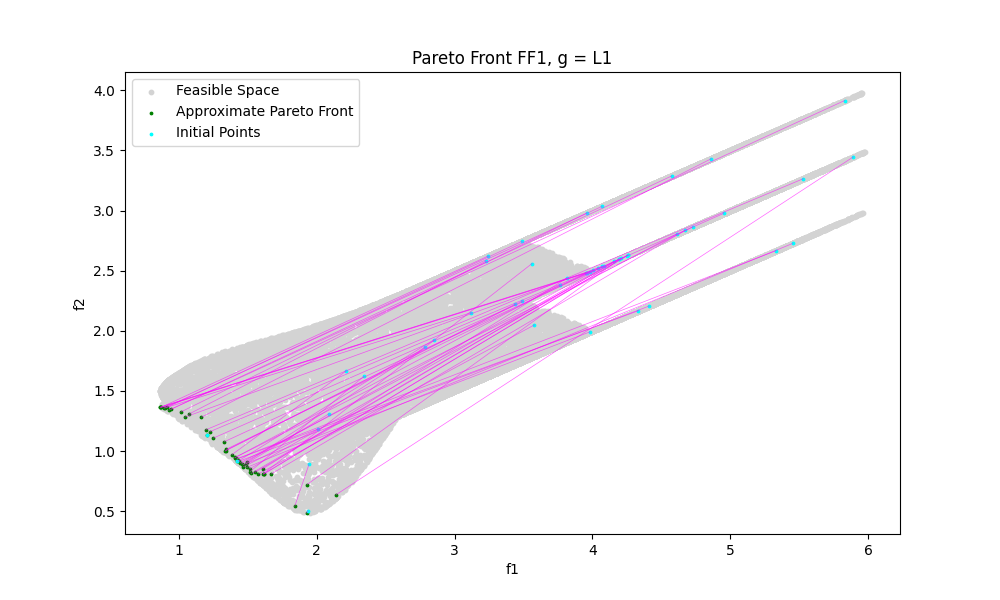 Pareto Front FF1, g = L1
Feasible Space
Approximate Pareto Front
Initial Points
4.0
3.5
3.0
2.5
2.0
1.5
1.0
0.5
f2
1 2 3 4 5 6
f1